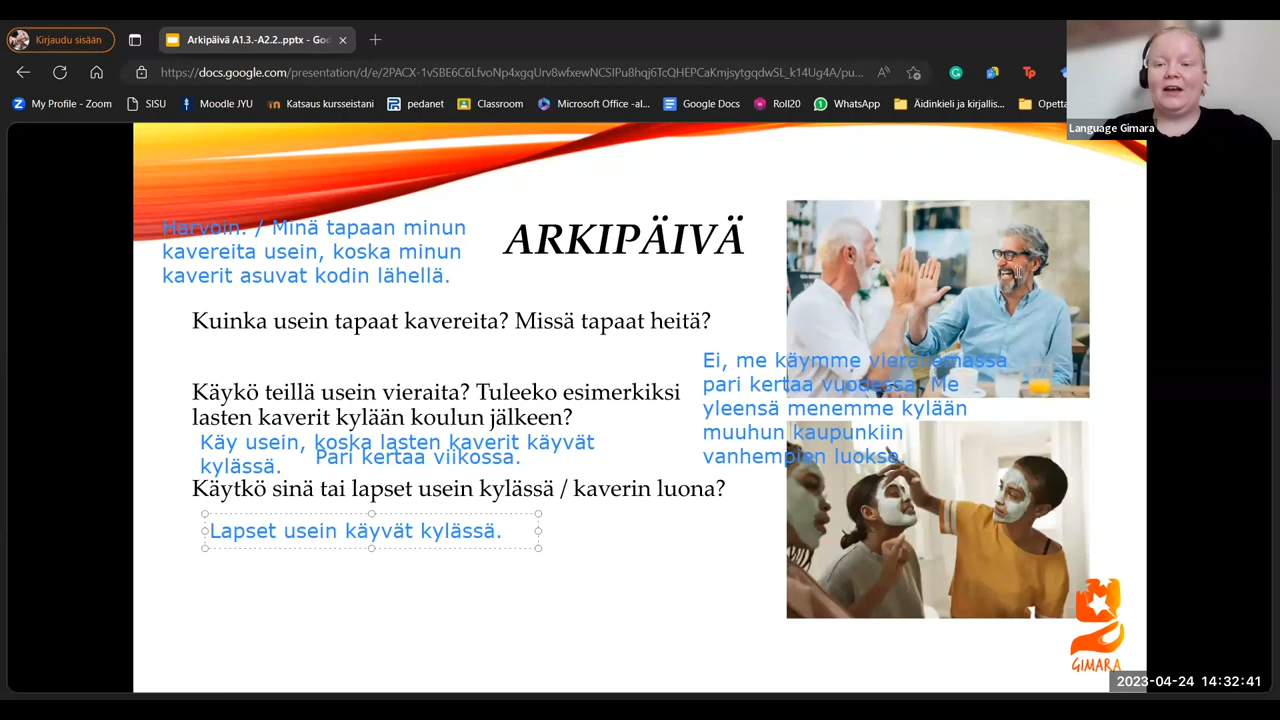 Kirjaudu sisään
Arkipäivä A1.3.-A2.2..pptx - Goo
https://docs.google.com/presentation/d/e/2PACX-1vSBE6C6LfvoNp4xgqUrv8wfxewNCSIPu8hqj6TcQHEPCaKmjsytgqdwSL_k14Ug4A/pu...
My Profile - Zoom
SISU
Moodle JYU
Katsaus kursseistani
pedanet
Classroom
Microsoft Office -al...
Google Docs
Roll20
WhatsApp
Äidinkieli ja kirjallis...
Opetta
Language Gimara
Harvoin. / Minä tapaan minun
kavereita usein, koska minun
kaverit asuvat kodin lähellä.
ARKIPÄIVÄ
Kuinka usein tapaat kavereita? Missä tapaat heitä?
Ei, me käymme vierailemassa
pari kertaa vuodessa. Me
yleensä menemme kylään
muuhun kaupunkiin
vanhempien luokse.
Käykö teillä usein vieraita? Tuleeko esimerkiksi
lasten kaverit kylään koulun jälkeen?
Käy usein, koska lasten kaverit käyvät
kylässä.
Pari kertaa viikossa.
Käytkö sinä tai lapset usein kylässä / kaverin luona?
Lapset usein käyvät kylässä.
GIMARA
2023-04-24 14:32:41